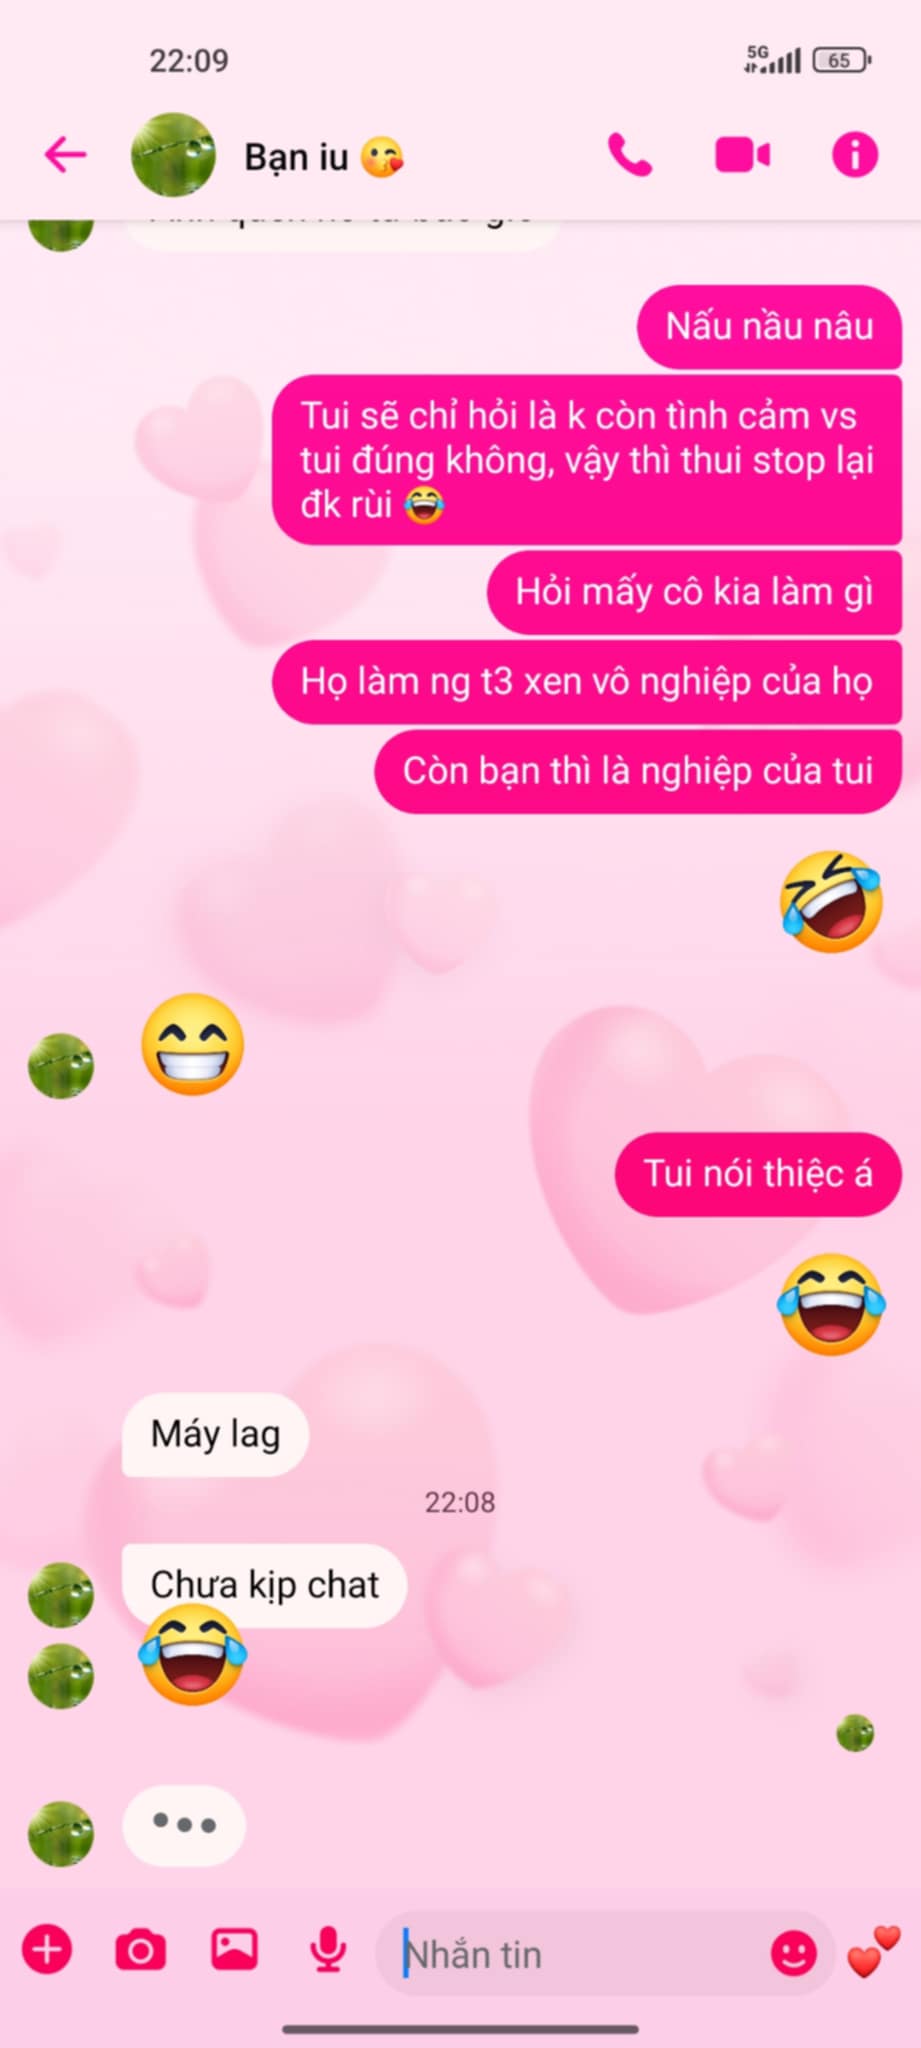 22:09
5G
65
Bạn iu 😘
Nấu nầu nâu
Tui sẽ chỉ hỏi là k còn tình cảm vs
tui đúng không, vậy thì thui stop lại
đk rùi 😂
Hỏi mấy cô kia làm gì
Họ làm ng t3 xen vô nghiệp của họ
Còn bạn thì là nghiệp của tui
🤣
😁
Tui nói thiệc á
😂
Máy lag
22:08
Chưa kịp chat
😂
Nhắn tin